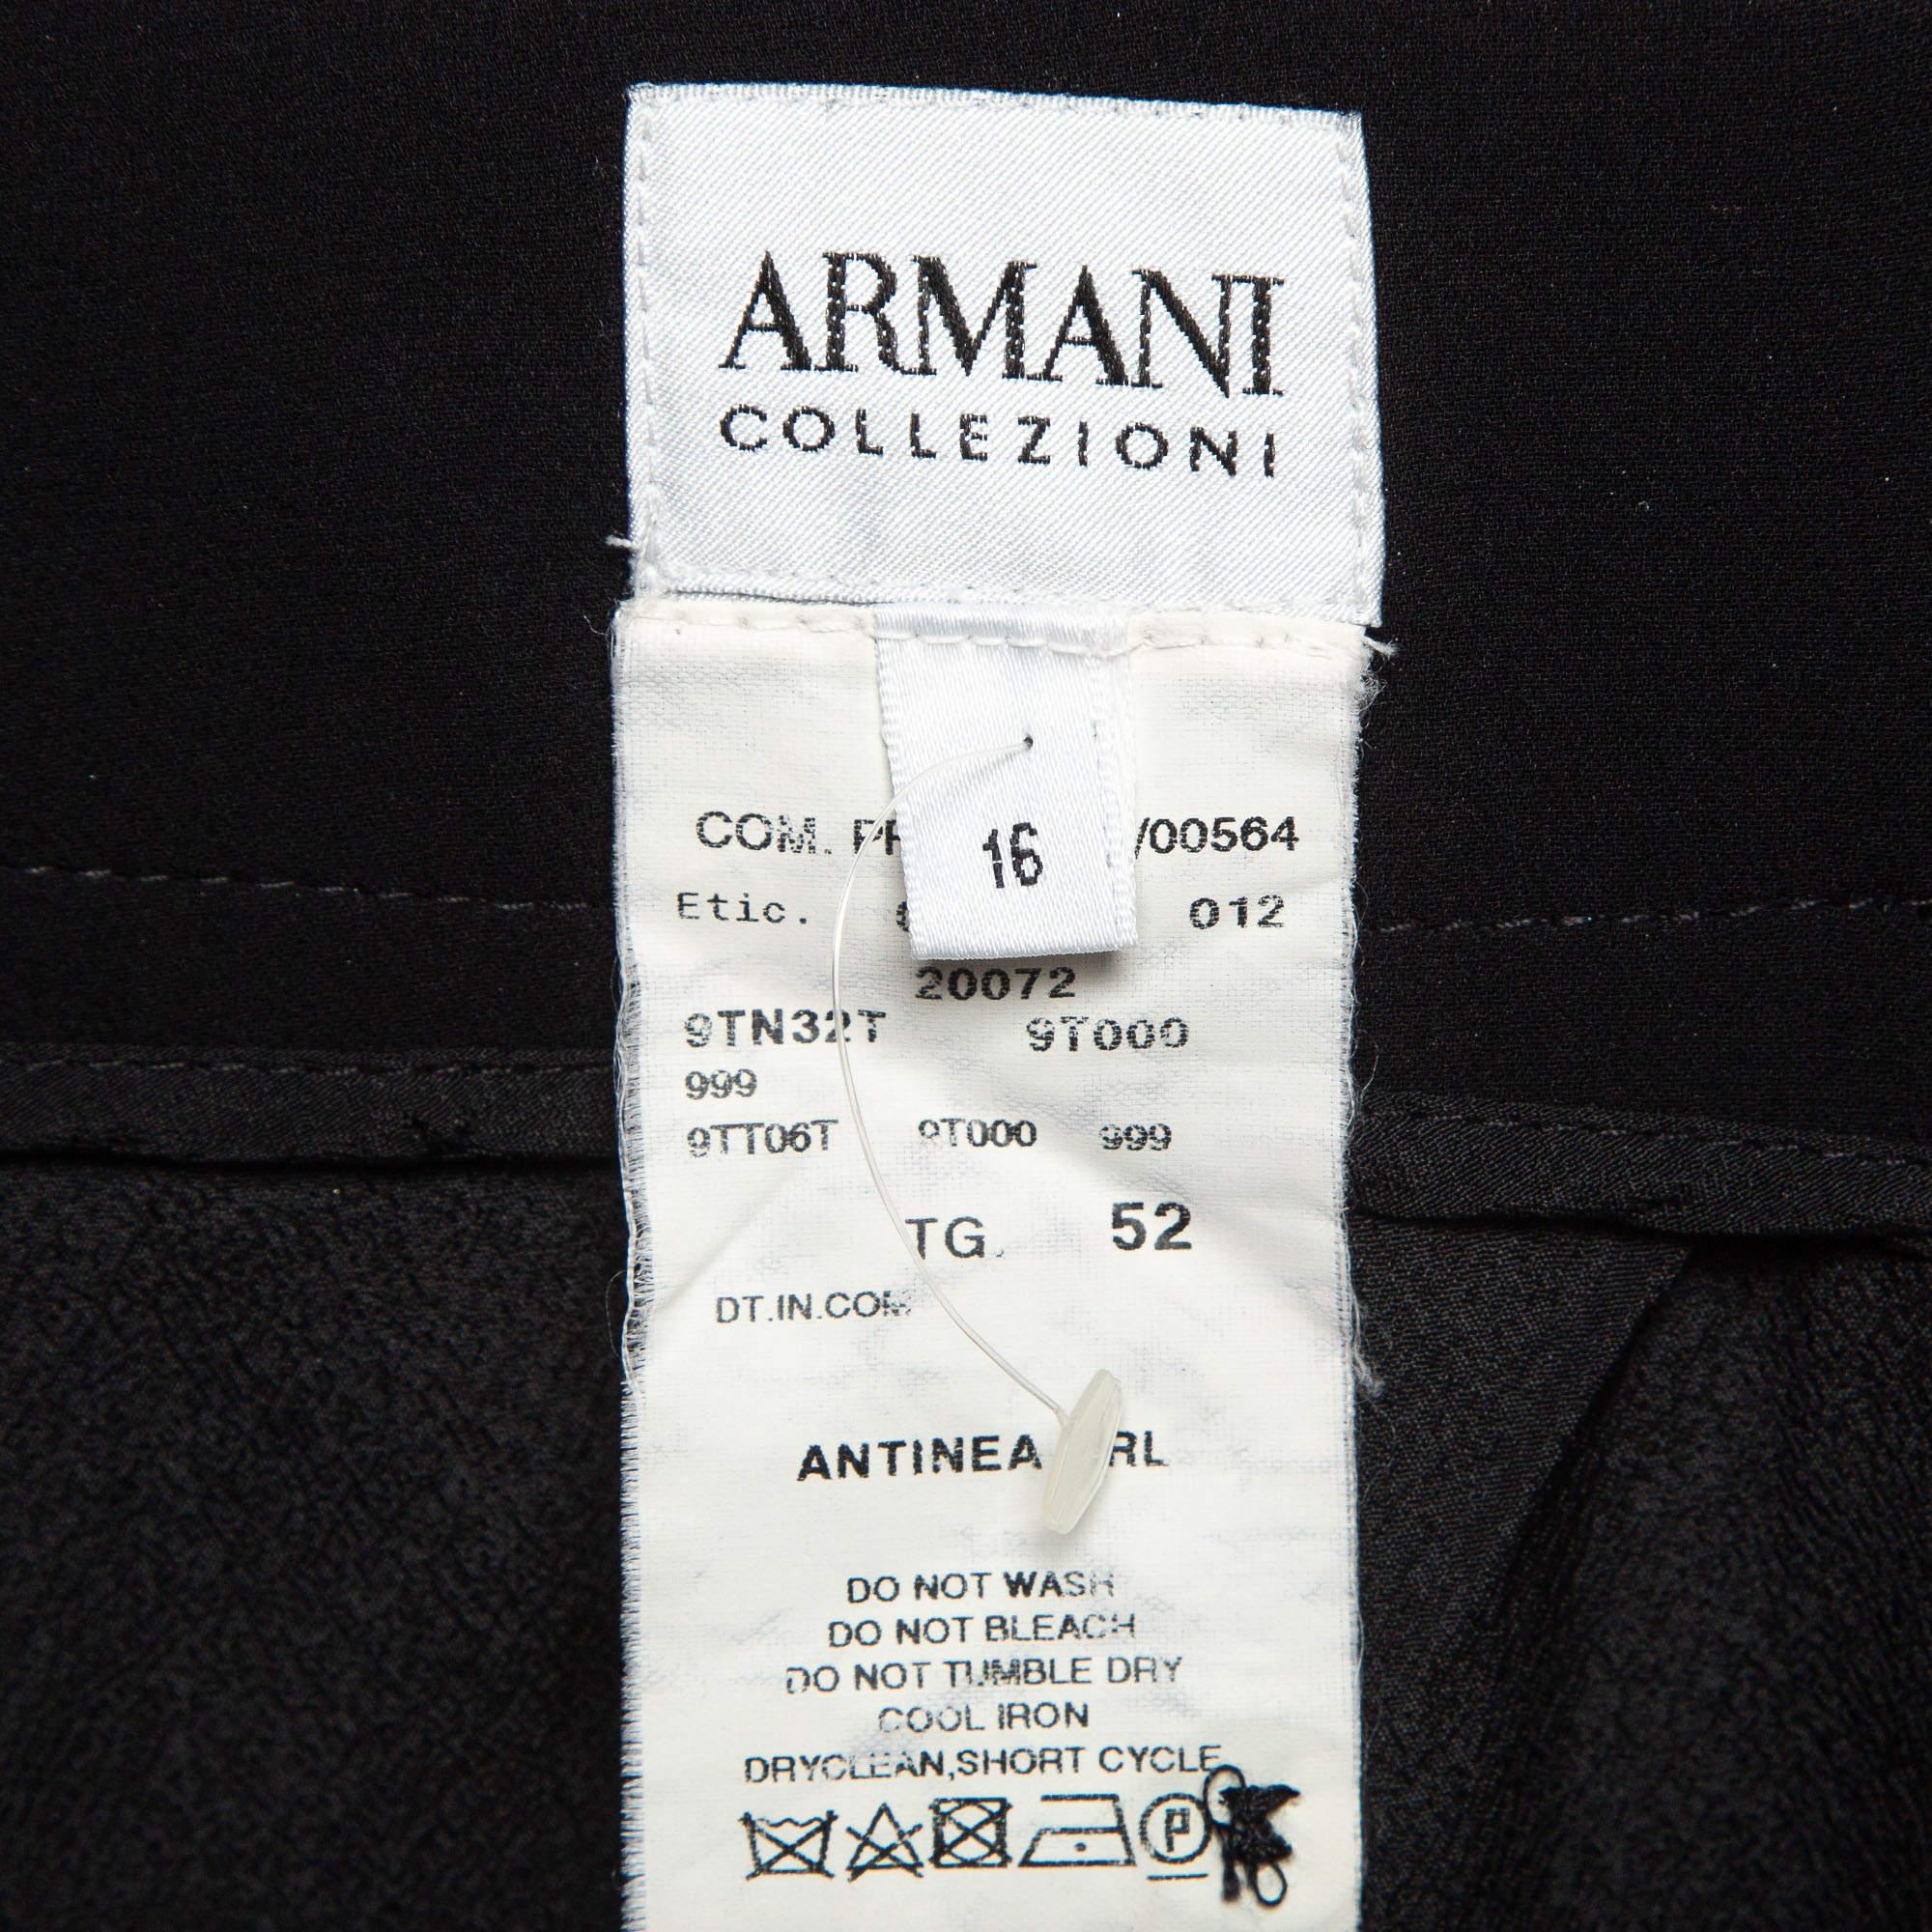 ARMANI
COLLEZIONI
16
COM. /00564
Etic. 012
20072
9TN32T 9T000
999
9TT06T 9T000 999
TG. 52
DT.IN.COM
ANTINEA
DO NOT WASH
DO NOT BLEACH
DO NOT TUMBLE DRY
COOL IRON
DRYCLEAN,SHORT CYCLE
P